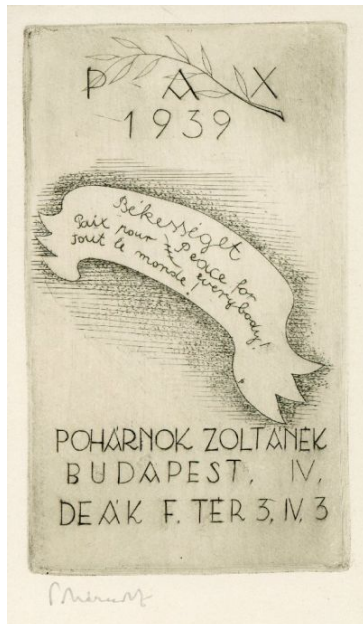 PAX
1939
Békességet
Paix pour Peace for
tout le monde everybody!
POHÁRNOK ZOLTÁNÉK
BUDAPEST, IV,
DEÁK F. TÉR 3, IV. 3